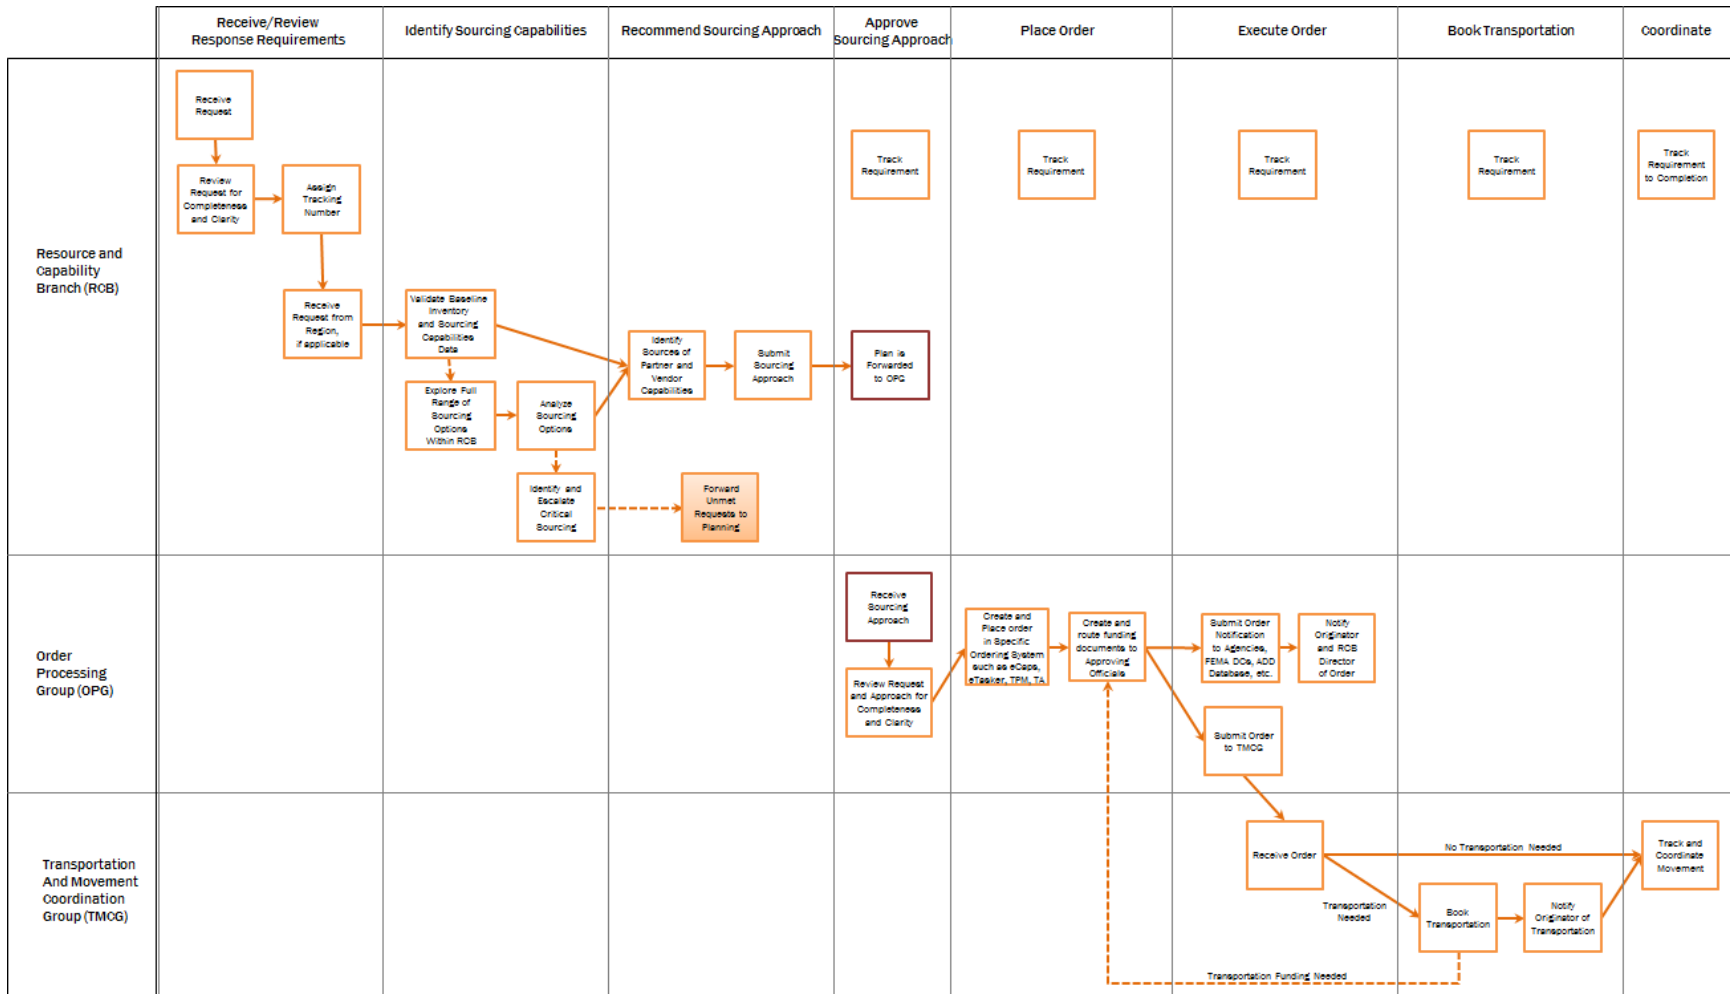 Receive/Review
Response Requirements
Identify Sourcing Capabilities
Recommend Sourcing Approach
Approve
Sourcing Approach
Place Order
Execute Order
Book Transportation
Coordinate
Resource and
Capability
Branch (RCB)
Receive
Request
Review
Request for
Completeness
and Clarity
Assign
Tracking
Number
Receive
Request from
Region,
if applicable
Validate Baseline
Inventory
and Sourcing
Capabilities
Data
Explore Full
Range of
Sourcing
Options
Within RCB
Analyze
Sourcing
Options
Identify and
Escalate
Critical
Sourcing
Identify
Sources of
Partner and
Vendor
Capabilities
Submit
Sourcing
Approach
Forward
Unmet
Requests to
Planning
Track
Requirement
Plan is
Forwarded
to OPG
Track
Requirement
Track
Requirement
Track
Requirement
Track
Requirement
to Completion
Order
Processing
Group (OPG)
Receive
Sourcing
Approach
Review Request
and Approach for
Completeness
and Clarity
Create and
Place order
in Specific
Ordering System
such as eCaps,
eTasker, TPM, TA
Create and
route funding
documents to
Approving
Officials
Submit Order
Notification
to Agencies,
FEMA DCs, ADD
Database, etc.
Notify
Originator
and RCB
Director
of Order
Submit Order
to TMCG
Transportation
And Movement
Coordination
Group (TMCG)
Receive Order
No Transportation Needed
Transportation
Needed
Book
Transportation
Notify
Originator of
Transportation
Track and
Coordinate
Movement
Transportation Funding Needed